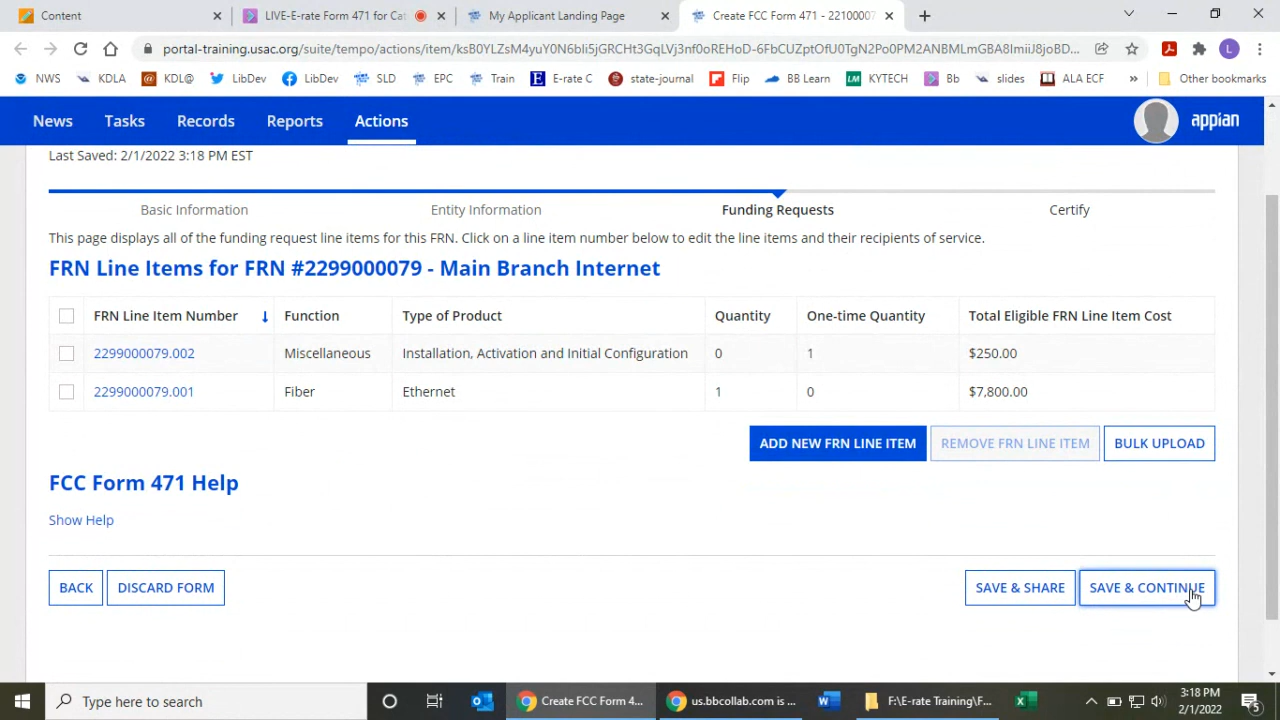 Content
LIVE-E-rate Form 471 for Cat
My Applicant Landing Page
Create FCC Form 471 - 22100007
portal-training.usac.org/suite/tempo/actions/item/
NWS
KDLA
KDL@
LibDev
LibDev
SLD
EPC
Train
E-rate C
state-journal
Flip
BB Learn
LM KYTECH
Bb
slides
ALA ECF
»
Other bookmarks
News
Tasks
Records
Reports
Actions
appian
Last Saved: 2/1/2022 3:18 PM EST
Basic Information
Entity Information
Funding Requests
Certify
This page displays all of the funding request line items for this FRN. Click on a line item number below to edit the line items and their recipients of service.
FRN Line Items for FRN #2299000079 - Main Branch Internet
FRN Line Item Number ↓ Function Type of Product Quantity One-time Quantity Total Eligible FRN Line Item Cost
2299000079.002 Miscellaneous Installation, Activation and Initial Configuration 0 1 $250.00
2299000079.001 Fiber Ethernet 1 0 $7,800.00
ADD NEW FRN LINE ITEM
REMOVE FRN LINE ITEM
BULK UPLOAD
FCC Form 471 Help
Show Help
BACK
DISCARD FORM
SAVE & SHARE
SAVE & CONTINUE
Type here to search
Create FCC Form 4...
us.bbcollab.com is ...
F:\E-rate Training\F...
3:18 PM
2/1/2022
5